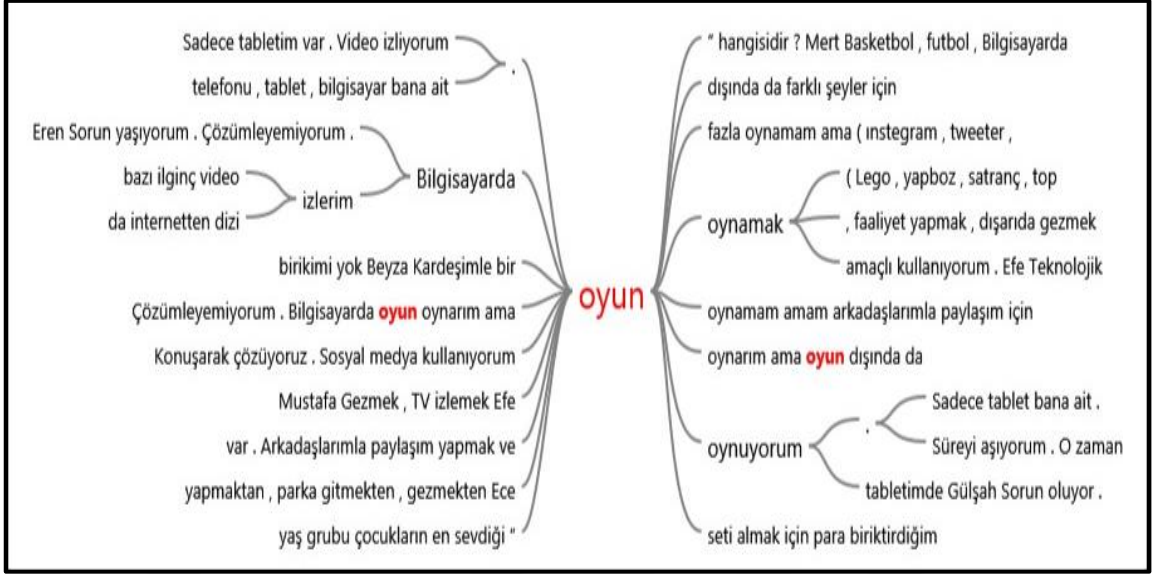 Sadece tabletim var . Video izliyorum
telefonu , tablet , bilgisayar bana ait
.
Eren Sorun yaşıyorum . Çözümleyemiyorum .
bazı ilginç video
da internetten dizi
izlerim
Bilgisayarda
birikimi yok Beyza Kardeşimle bir
Çözümleyemiyorum . Bilgisayarda oyun oynarım ama
Konuşarak çözüyoruz . Sosyal medya kullanıyorum
Mustafa Gezmek , TV izlemek Efe
var . Arkadaşlarımla paylaşım yapmak ve
yapmaktan , parka gitmekten , gezmekten Ece
yaş grubu çocukların en sevdiği "
oyun
" hangisidir ? Mert Basketbol , futbol , Bilgisayarda
dışında da farklı şeyler için
fazla oynamam ama ( ınstegram , tweeter ,
oynamak
( Lego , yapboz , satranç , top
, faaliyet yapmak , dışarıda gezmek
amaçlı kullanıyorum . Efe Teknolojik
oynamam amam arkadaşlarımla paylaşım için
oynarım ama oyun dışında da
oynuyorum
.
Sadece tablet bana ait .
Süreyi aşıyorum . O zaman
tabletimde Gülşah Sorun oluyor .
seti almak için para biriktirdiğim